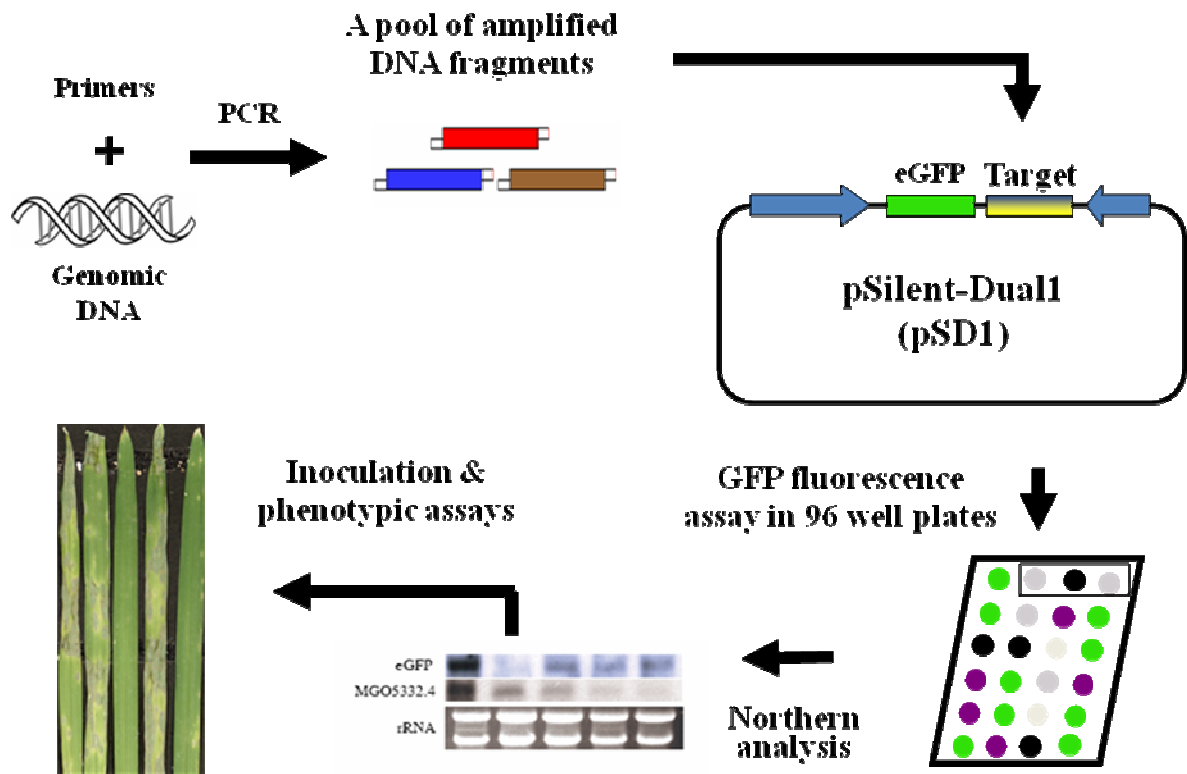 Primers
+
Genomic
DNA
PCR
A pool of amplified
DNA fragments
eGFP Target
pSilent-Dual1
(pSD1)
GFP fluorescence
assay in 96 well plates
Northern
analysis
eGFP
MGO5332.4
rRNA
Inoculation &
phenotypic assays